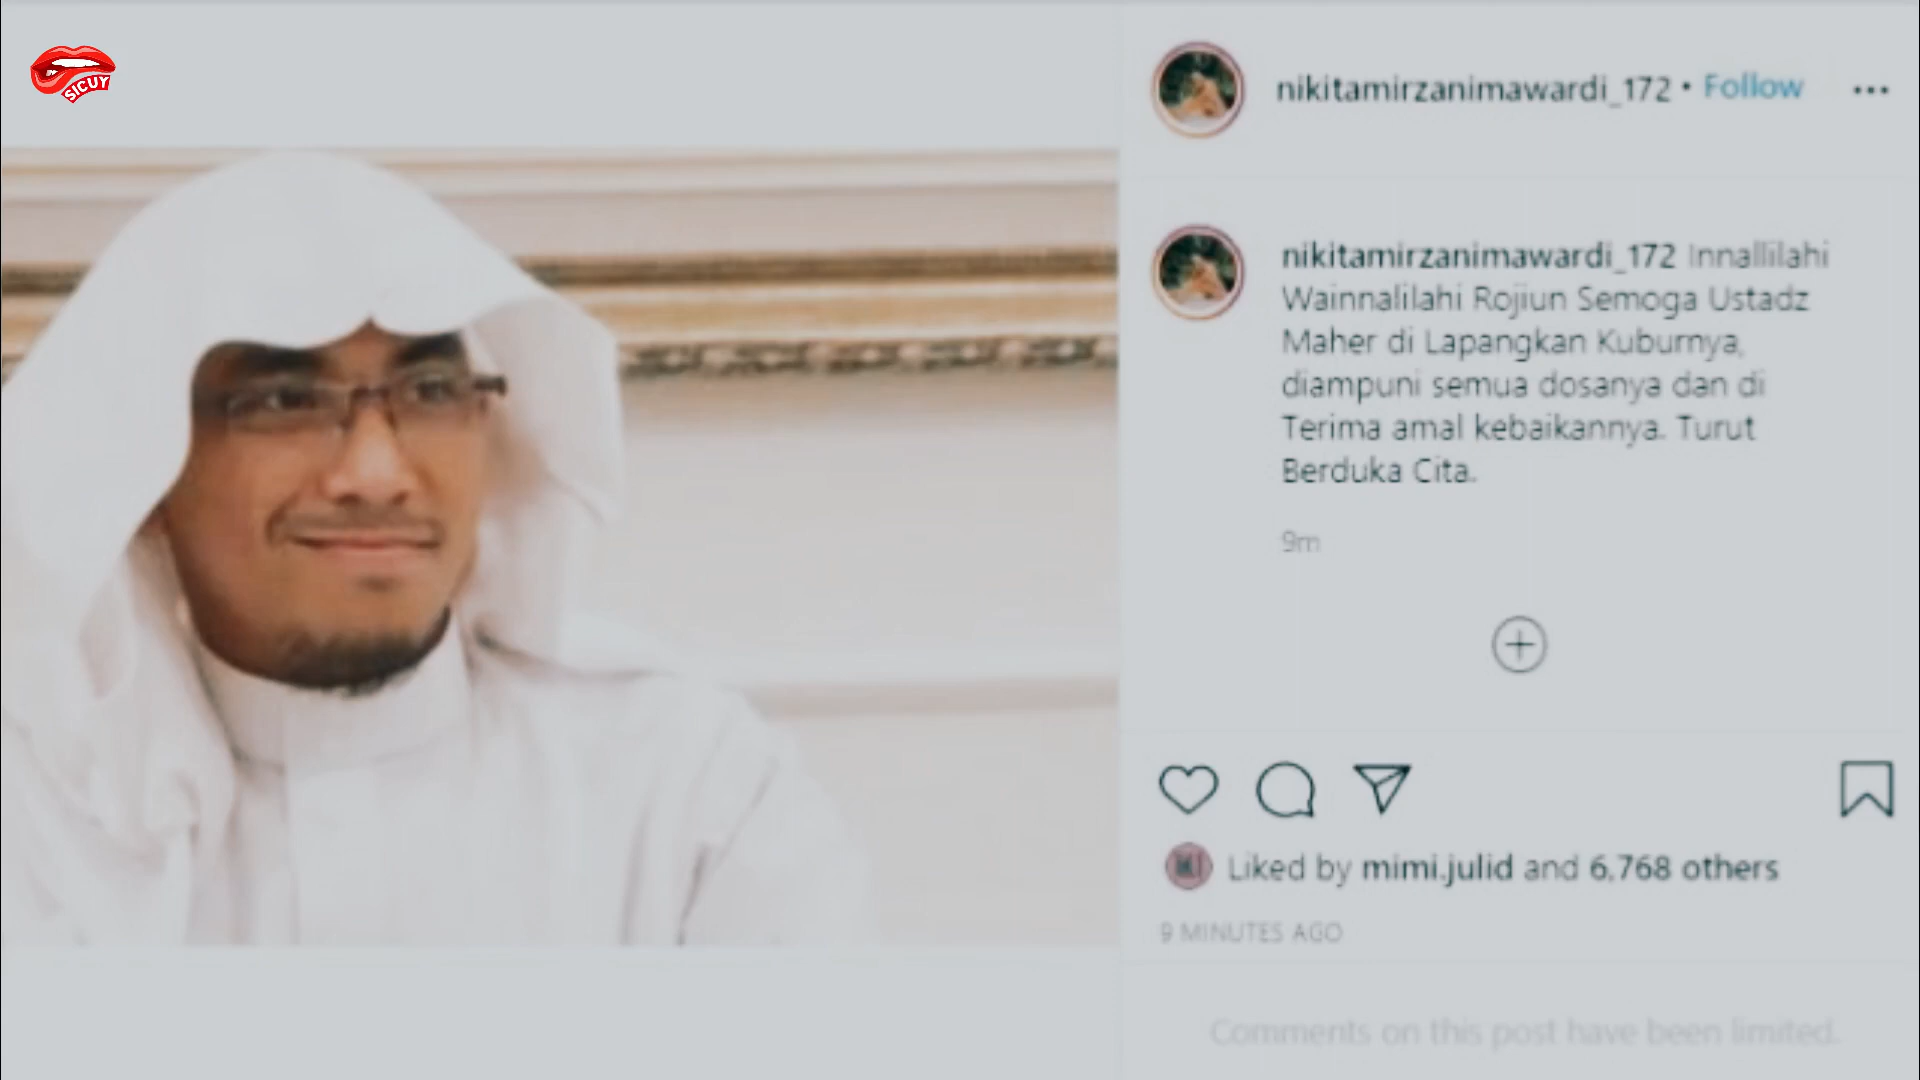 SICUY
nikitamirzanimawardi_172 • Follow
nikitamirzanimawardi_172 Innallilahi
Wainnalilahi Rojiun Semoga Ustadz
Maher di Lapangkan Kuburnya,
diampuni semua dosanya dan di
Terima amal kebaikannya. Turut
Berduka Cita.
9m
Liked by mimi.julid and 6,768 others
9 MINUTES AGO
Comments on this post have been limited.